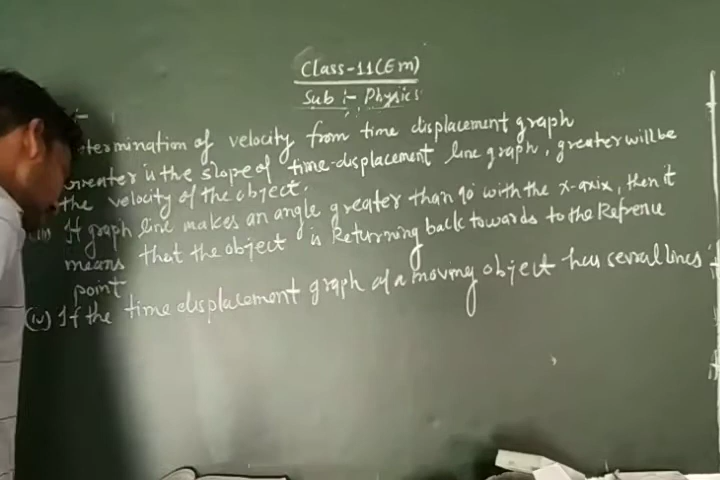 Class-11(Em)
Sub :- Physics
:-
termination of velocity from time displacement graph
Greater is the slope of time-displacement line graph, greater will be
the velocity of the object.
If graph line makes an angle greater than 90° with the x-axix, then it
means that the object is Returning back towards to the Refrence
point
(iv) If the time displacement graph of a moving object has several lines